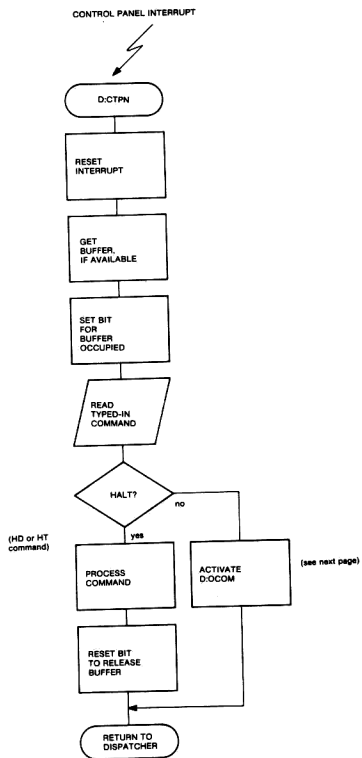 CONTROL PANEL INTERRUPT
D:CTPN
RESET
INTERRUPT
GET
BUFFER,
IF AVAILABLE
SET BIT
FOR
BUFFER
OCCUPIED
READ
TYPED-IN
COMMAND
HALT?
no
yes
(HD or HT
command)
PROCESS
COMMAND
ACTIVATE
D:OCOM
(see next page)
RESET BIT
TO RELEASE
BUFFER
RETURN TO
DISPATCHER